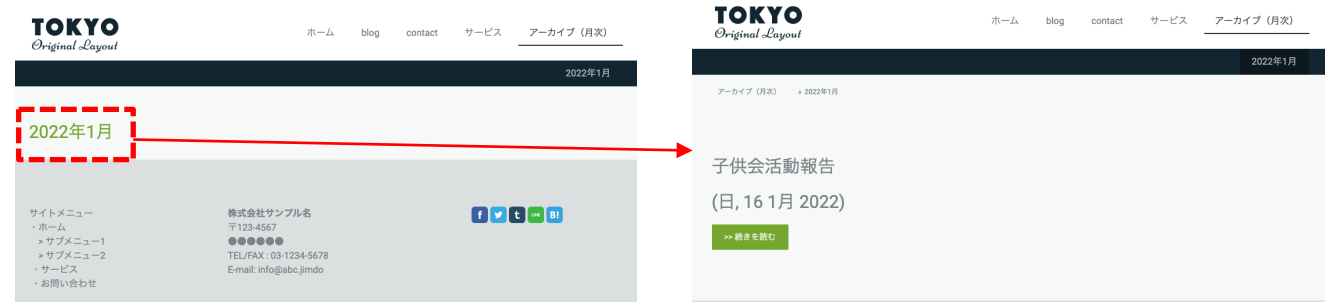 TOKYO
Original Layout
ホーム blog contact サービス アーカイブ（月次）
2022年1月
2022年1月
サイトメニュー
・ホーム
> サブメニュー1
> サブメニュー2
・サービス
・お問い合わせ
株式会社サンプル名
〒123-4567
●●●●●●
TEL/FAX : 03-1234-5678
E-mail: info@abc.jimdo
f t LINE B!
TOKYO
Original Layout
ホーム blog contact サービス アーカイブ（月次）
2022年1月
アーカイブ（月次） » 2022年1月
子供会活動報告
(日, 16 1月 2022)
>> 続きを読む